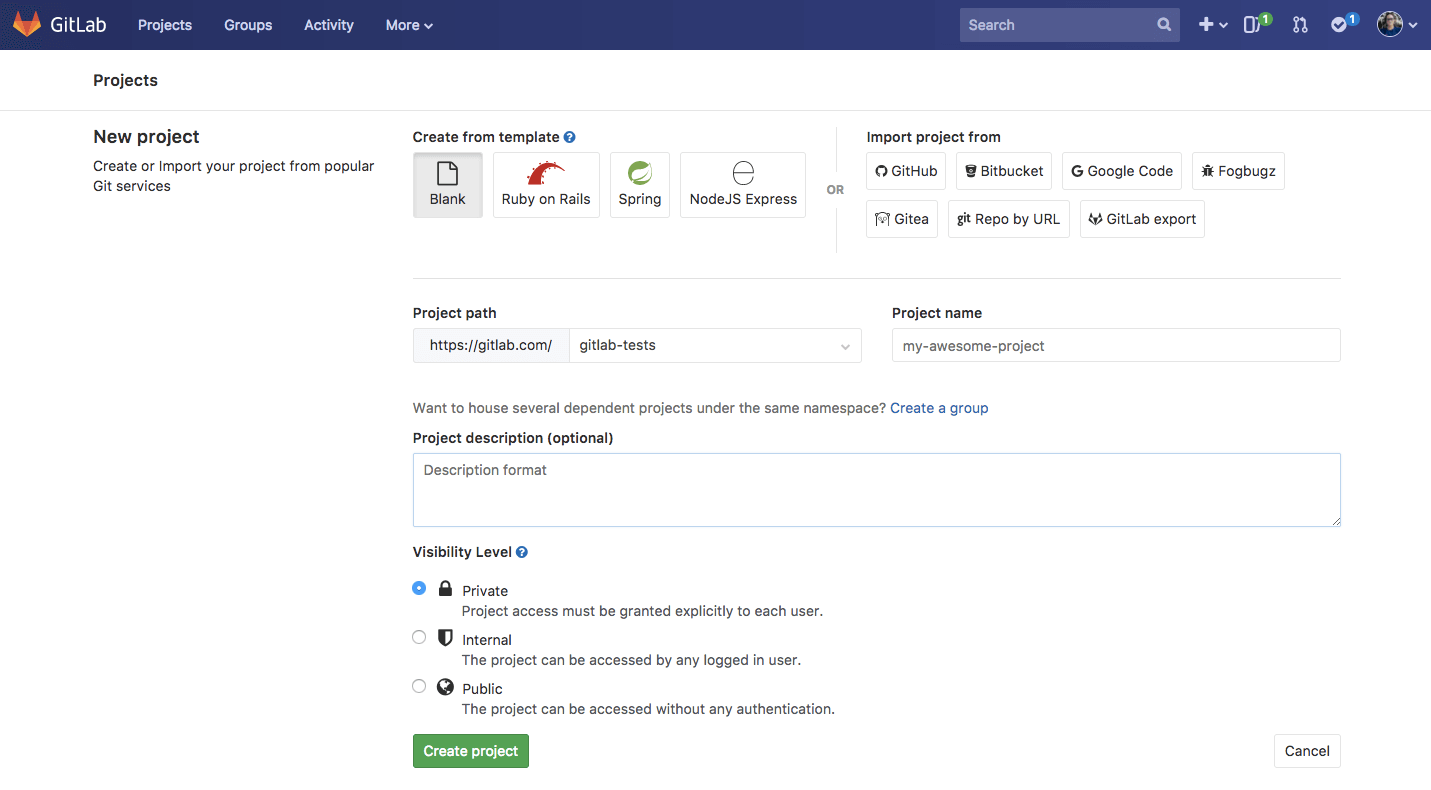 GitLab Projects Groups Activity More Search 1 1
Projects
New project
Create or Import your project from popular
Git services
Create from template ?
Blank Ruby on Rails Spring NodeJS Express
OR
Import project from
GitHub Bitbucket G Google Code Fogbugz
Gitea git Repo by URL GitLab export
Project path
https://gitlab.com/ gitlab-tests
Project name
my-awesome-project
Want to house several dependent projects under the same namespace? Create a group
Project description (optional)
Description format
Visibility Level ?
Private
Project access must be granted explicitly to each user.
Internal
The project can be accessed by any logged in user.
Public
The project can be accessed without any authentication.
Create project Cancel